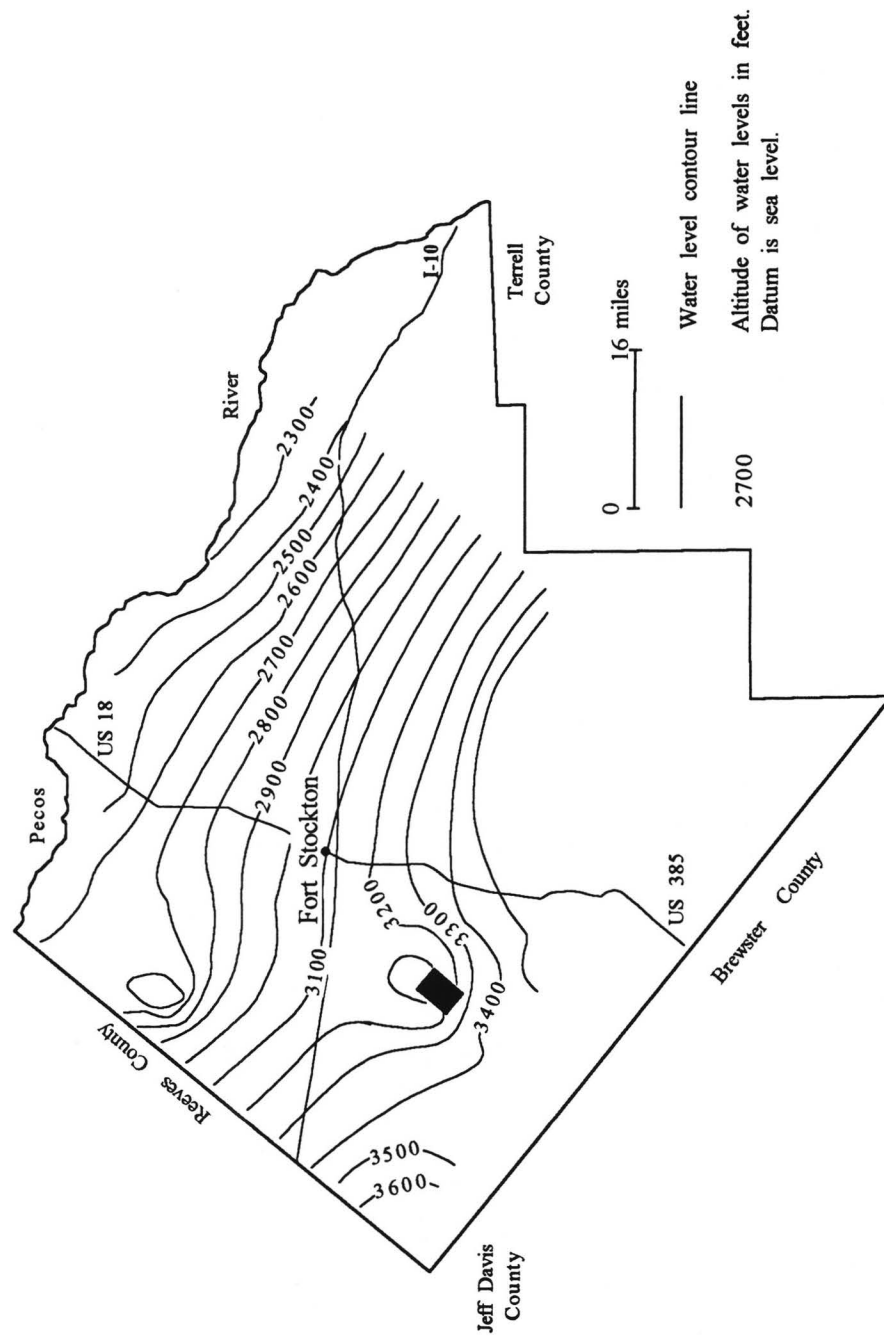 Pecos
River
US 18
2300
2400
2500
2600
2700
2800
2900
Fort Stockton
I-10
3100
3200
3300
3400
3500
3600
Reeves County
US 385
Brewster County
Jeff Davis
County
Terrell
County
0 16 miles
Water level contour line
2700 Altitude of water levels in feet.
Datum is sea level.